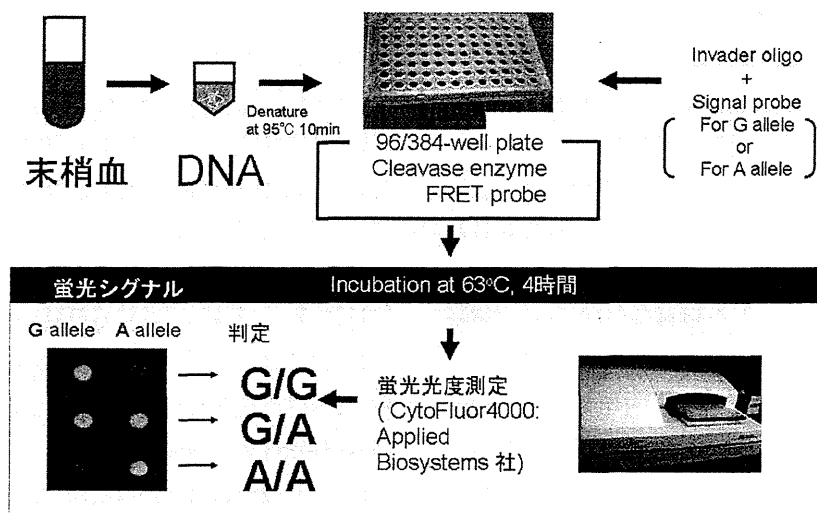 末梢血
DNA
Denature
at 95℃ 10min
96/384-well plate
Cleavase enzyme
FRET probe
Invader oligo
+
Signal probe
For G allele
or
For A allele
蛍光シグナル
Incubation at 63℃, 4時間
G allele A allele 判定
G/G
G/A
A/A
蛍光光度測定
( CytoFluor4000:
Applied
Biosystems 社)